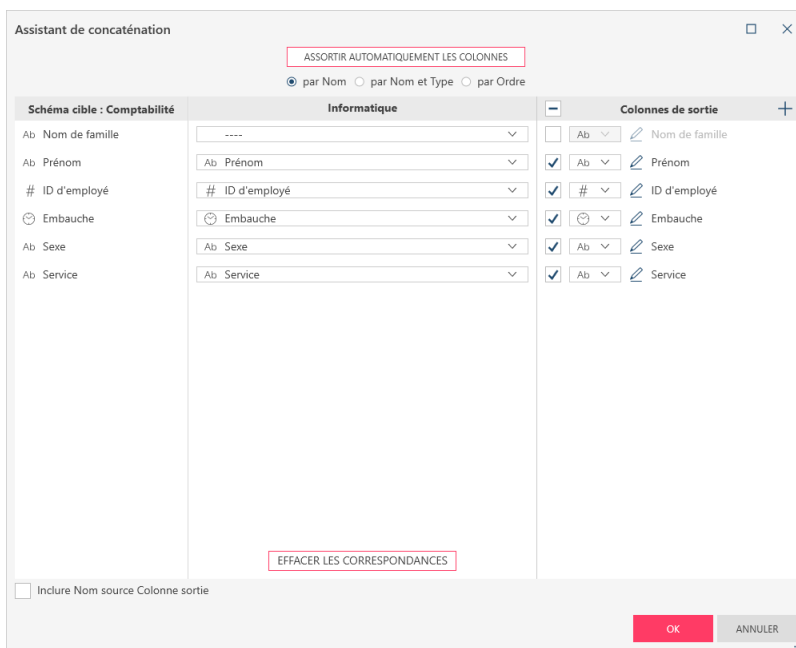 Assistant de concaténation
ASSORTIR AUTOMATIQUEMENT LES COLONNES
par Nom par Nom et Type par Ordre
Schéma cible : Comptabilité Informatique Colonnes de sortie
Ab Nom de famille ---- Ab Nom de famille
Ab Prénom Ab Prénom Ab Prénom
# ID d'employé # ID d'employé # ID d'employé
Embauche Embauche Embauche
Ab Sexe Ab Sexe Ab Sexe
Ab Service Ab Service Ab Service
EFFACER LES CORRESPONDANCES
Inclure Nom source Colonne sortie
OK ANNULER